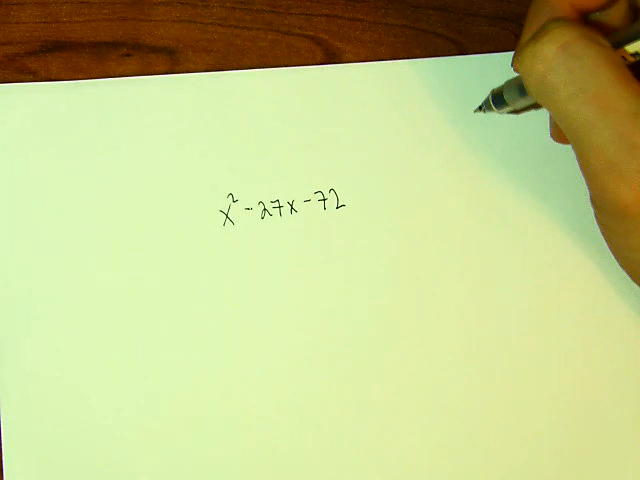 x² - 27x - 72